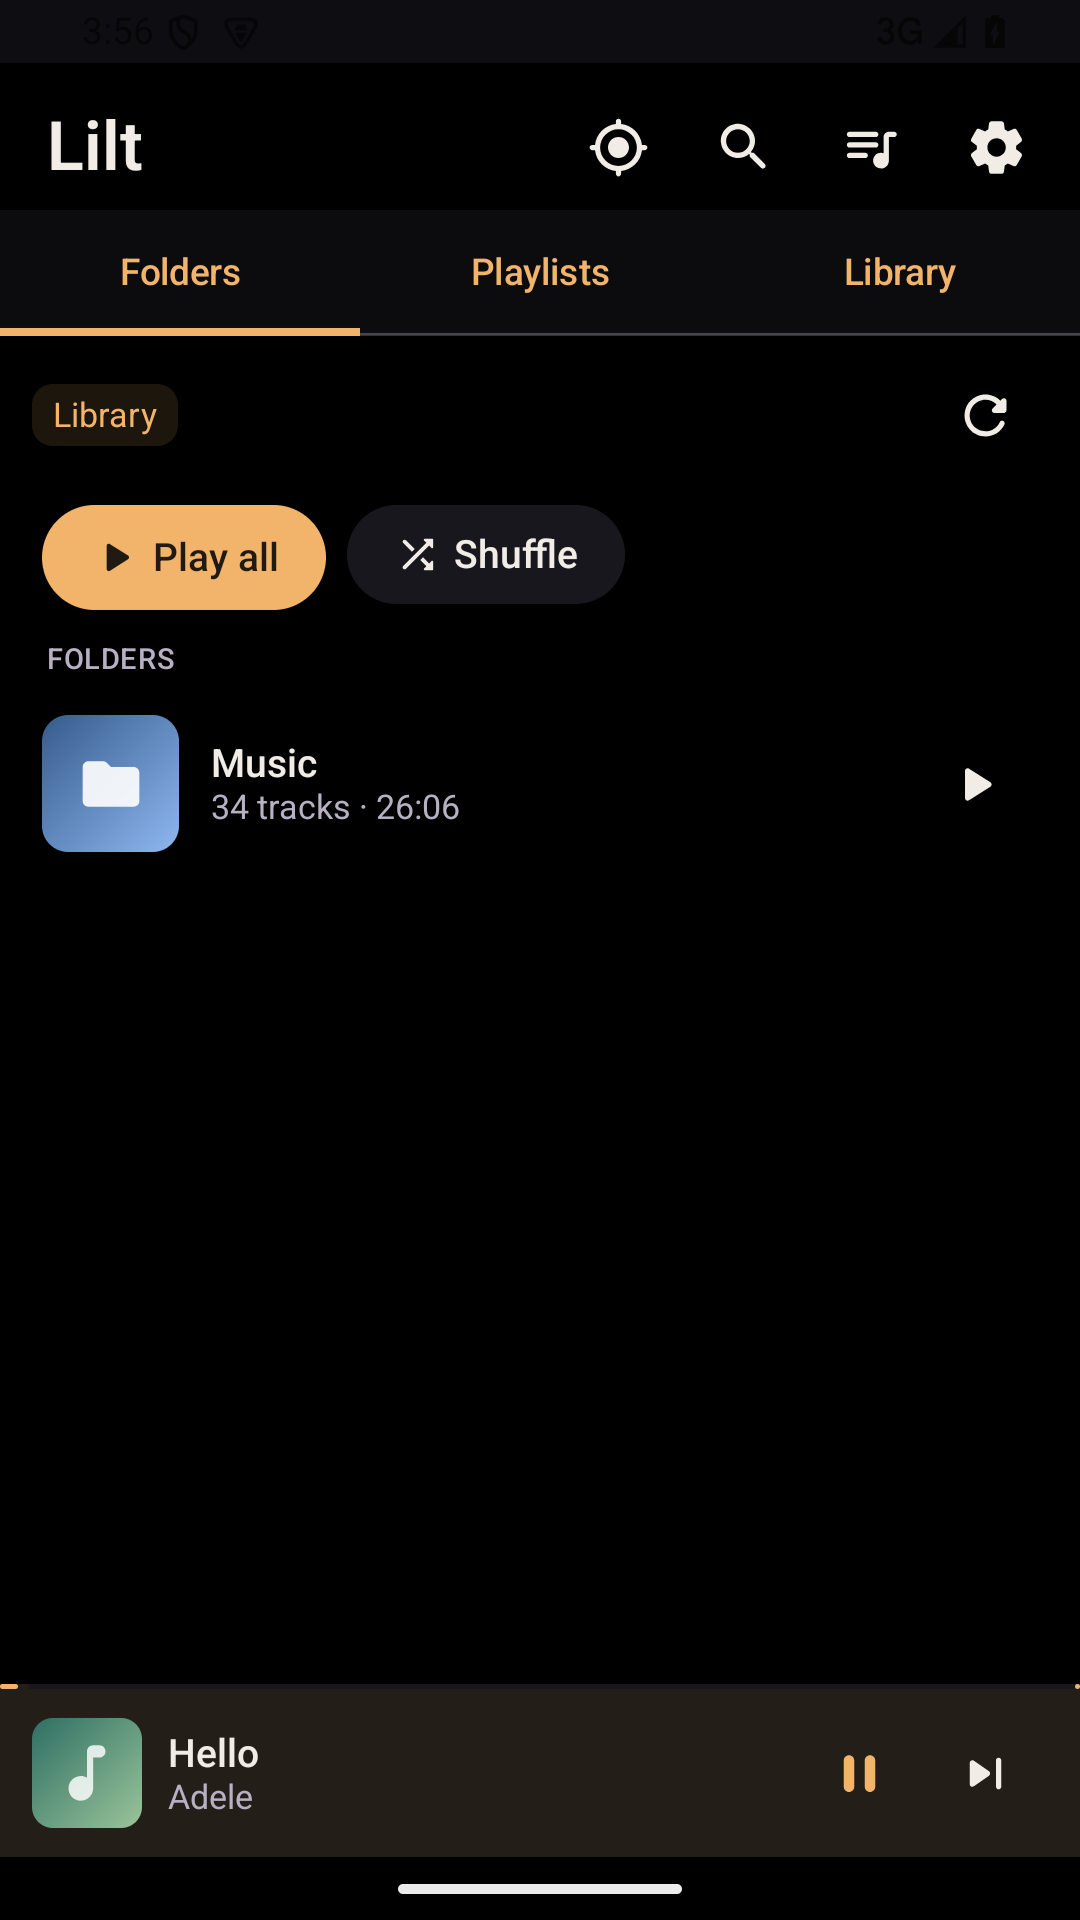 3:56
3G
Lilt
Folders
Playlists
Library
Library
Play all
Shuffle
FOLDERS
Music
34 tracks · 26:06
Hello
Adele